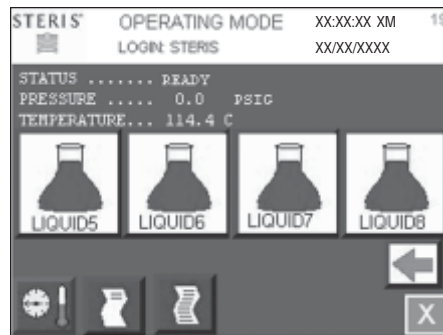 STERIS® OPERATING MODE XX:XX:XX XM 19
LOGIN: STERIS XX/XX/XXXX
STATUS ....... READY
PRESSURE ..... 0.0 PSIG
TEMPERATURE... 114.4 C
LIQUID5 LIQUID6 LIQUID7 LIQUID8
X